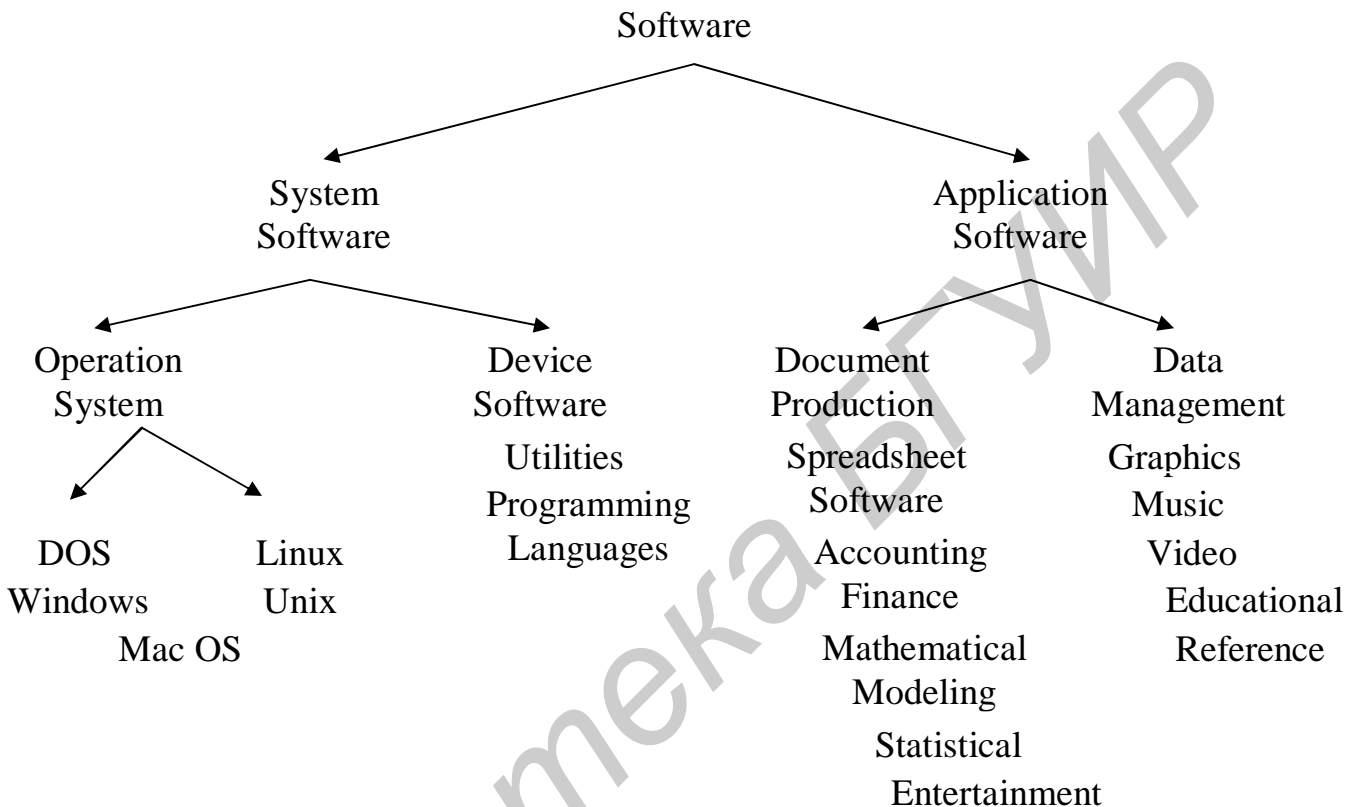 Software
System
Software
Application
Software
Operation
System
Device
Software
Document
Production
Data
Management
Utilities
Programming
Languages
Spreadsheet
Software
Accounting
Finance
Mathematical
Modeling
Statistical
Entertainment
Graphics
Music
Video
Educational
Reference
DOS
Windows
Linux
Unix
Mac OS
тека БГУИР